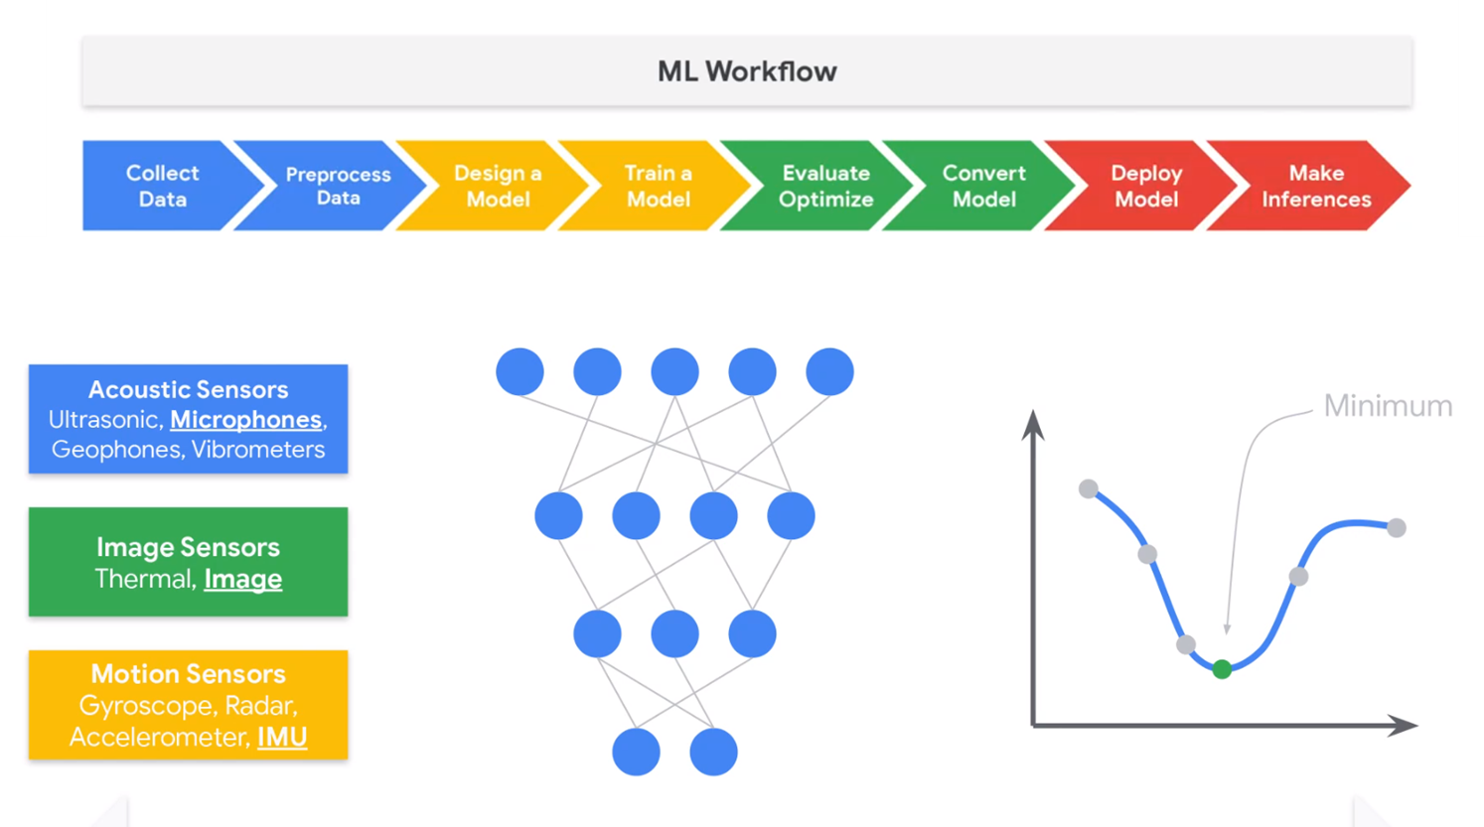 ML Workflow
Collect
Data
Preprocess
Data
Design a
Model
Train a
Model
Evaluate
Optimize
Convert
Model
Deploy
Model
Make
Inferences
Acoustic Sensors
Ultrasonic, Microphones,
Geophones, Vibrometers
Image Sensors
Thermal, Image
Motion Sensors
Gyroscope, Radar,
Accelerometer, IMU
Minimum